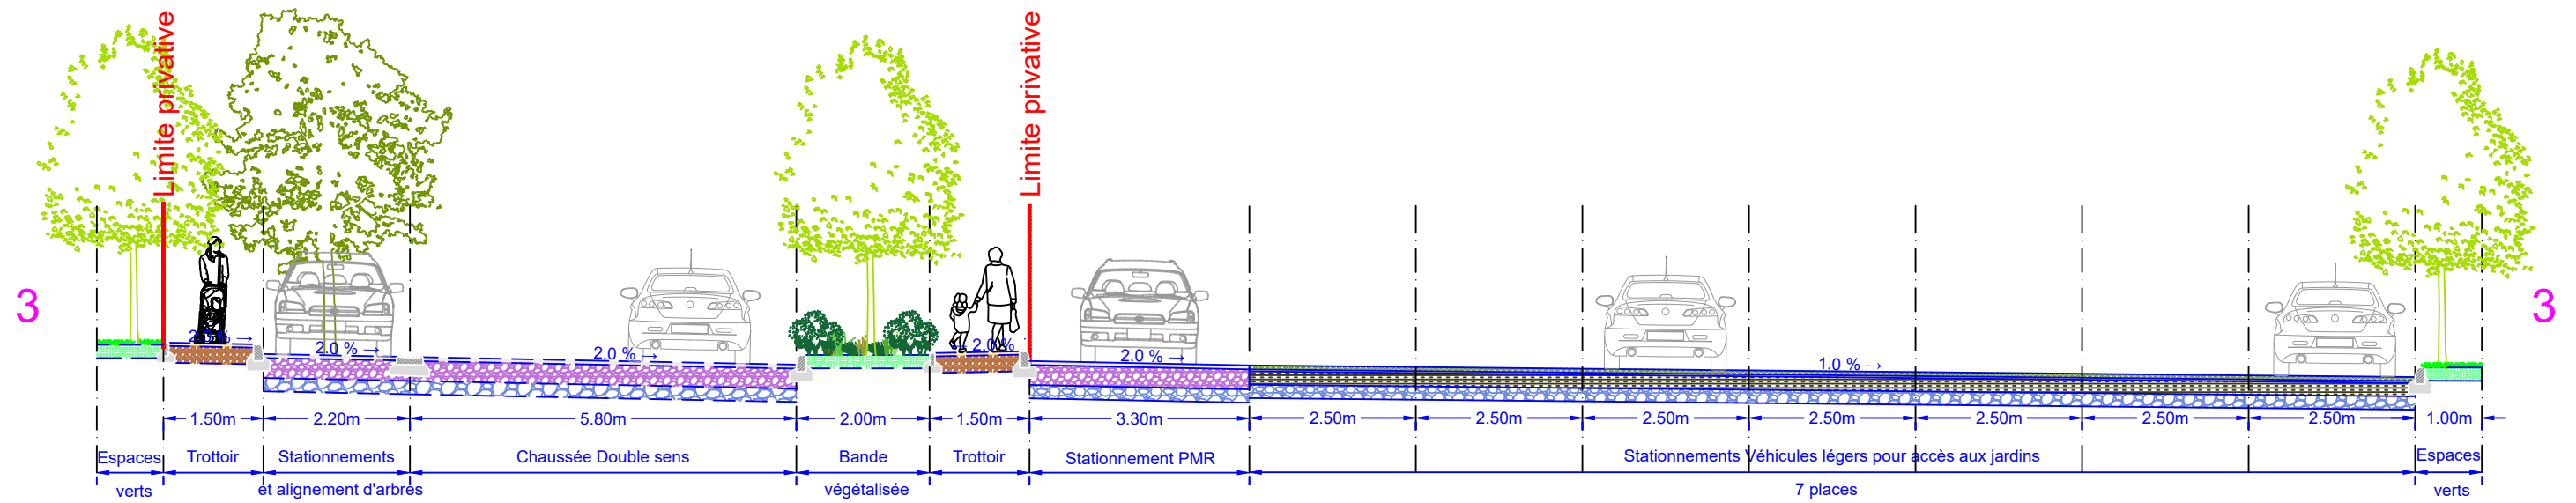 Limite privative
Limite privative
3
3
2.0 % →
2.0 % →
2.0 % →
← 2.0 %
2.0 % →
1.0 % →
1.50m
2.20m
5.80m
2.00m
1.50m
3.30m
2.50m
2.50m
2.50m
2.50m
2.50m
2.50m
2.50m
1.00m
Espaces
verts
Trottoir
Stationnements
et alignement d'arbres
Chaussée Double sens
Bande
végétalisée
Trottoir
Stationnement PMR
Stationnements Véhicules légers pour accès aux jardins
7 places
Espaces
verts